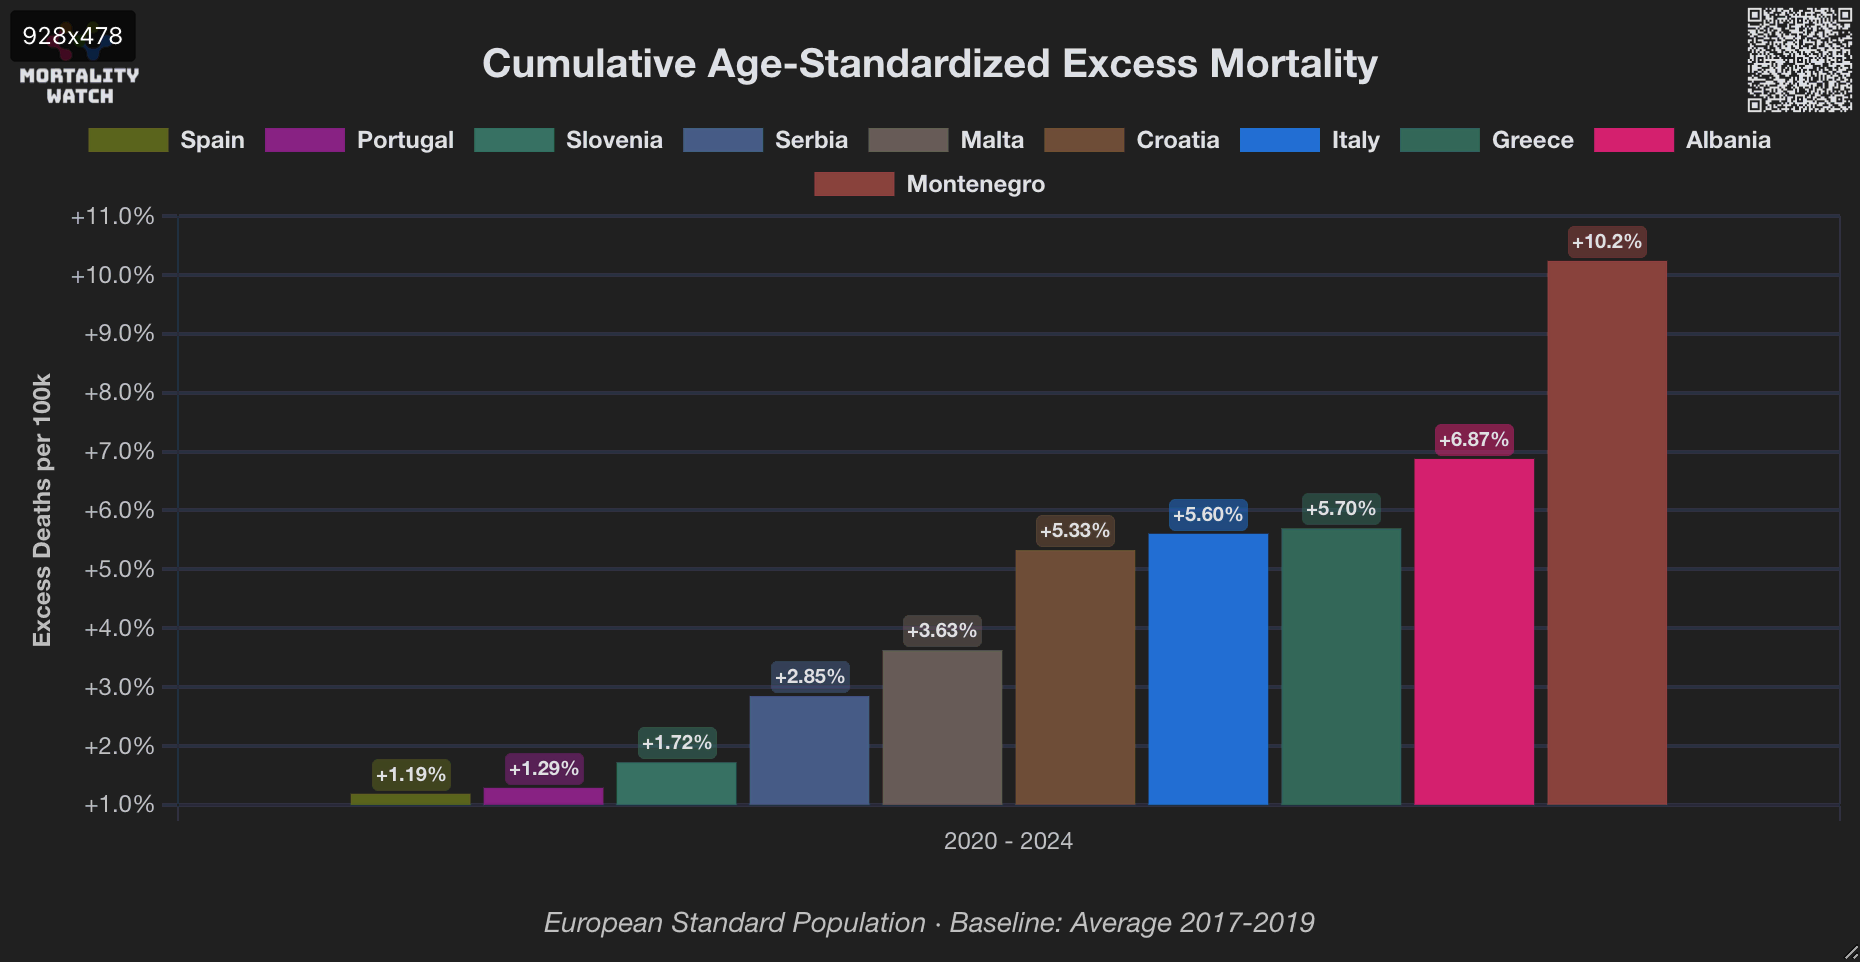 928x478
MORTALITY
WATCH
Cumulative Age-Standardized Excess Mortality
Spain Portugal Slovenia Serbia Malta Croatia Italy Greece Albania
Montenegro
Excess Deaths per 100k
+11.0%
+10.0%
+9.0%
+8.0%
+7.0%
+6.0%
+5.0%
+4.0%
+3.0%
+2.0%
+1.0%
+1.19%
+1.29%
+1.72%
+2.85%
+3.63%
+5.33%
+5.60%
+5.70%
+6.87%
+10.2%
2020 - 2024
European Standard Population · Baseline: Average 2017-2019